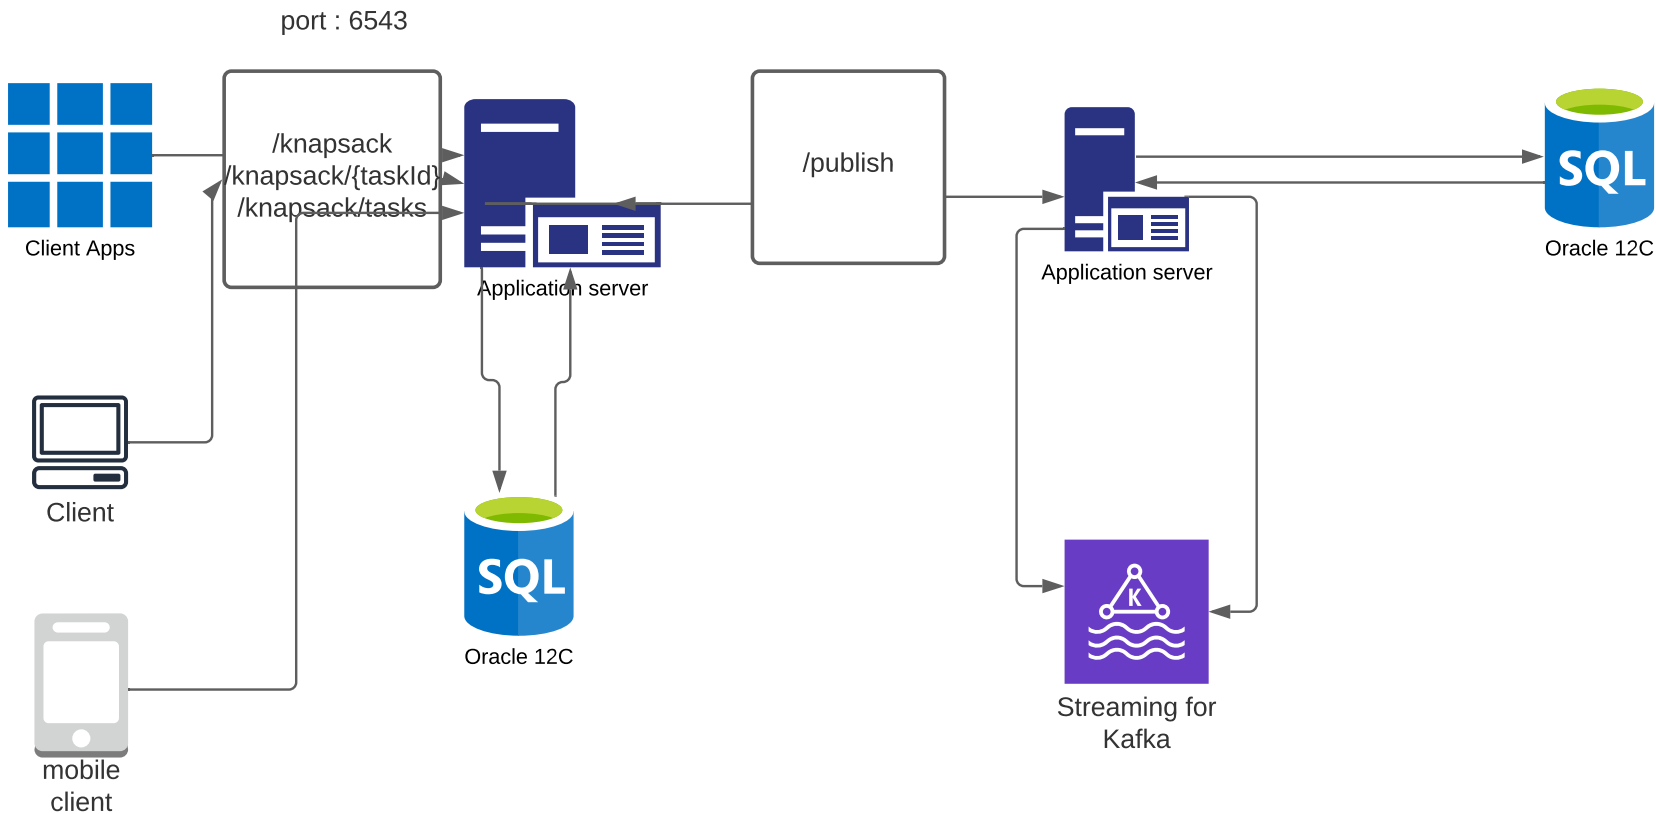 port : 6543
/knapsack
/knapsack/{taskId}
/knapsack/tasks
/publish
SQL
Client Apps
Application server
Application server
Oracle 12C
Client
SQL
Oracle 12C
K
Streaming for
Kafka
mobile
client